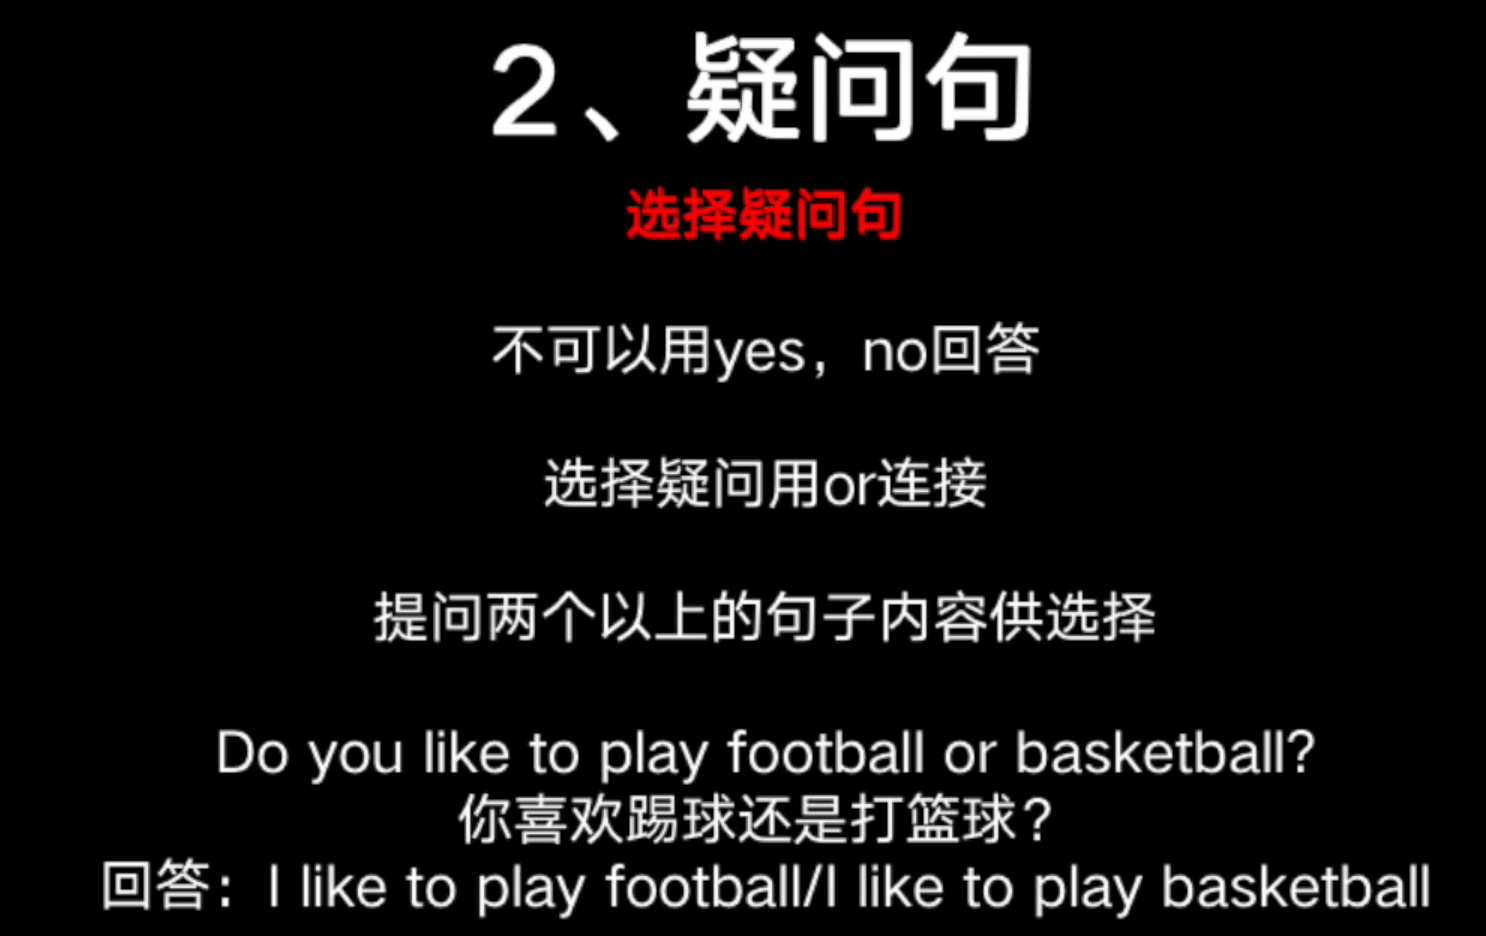 2、疑问句
选择疑问句
不可以用yes，no回答
选择疑问用or连接
提问两个以上的句子内容供选择
Do you like to play football or basketball?
你喜欢踢球还是打篮球？
回答：I like to play football/I like to play basketball